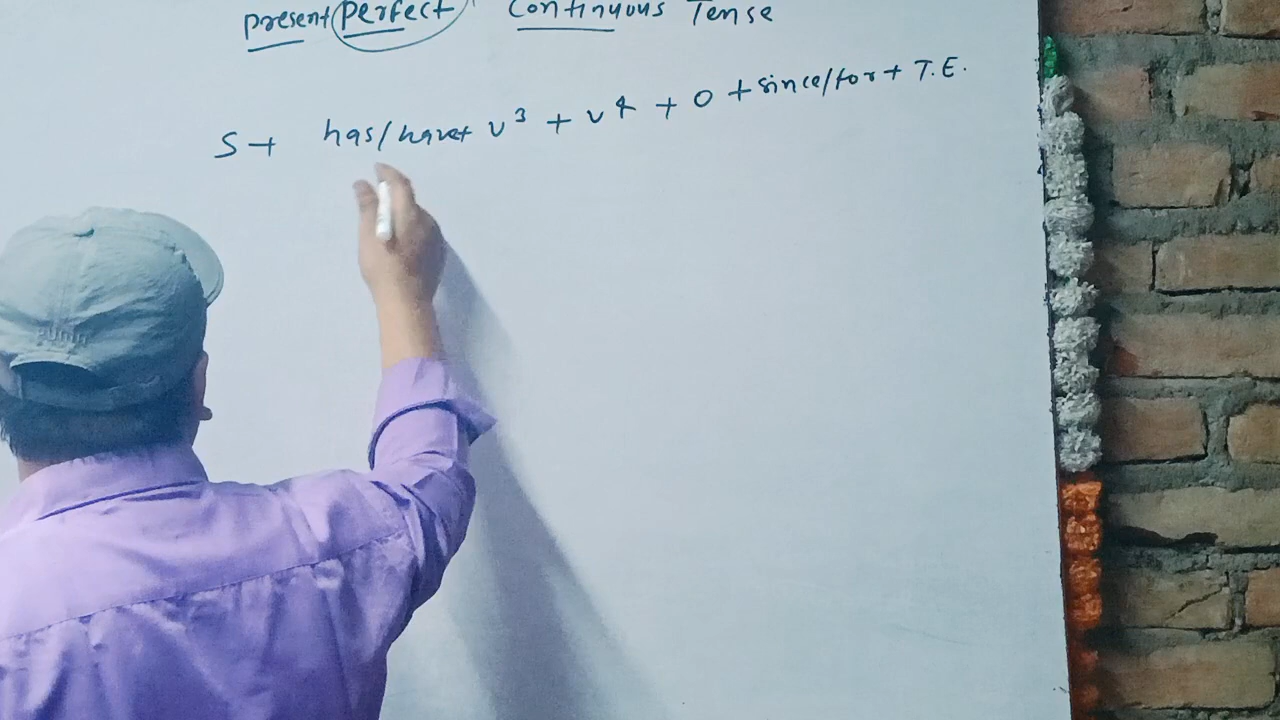 present Perfect Continuous Tense
S + has/have + v³ + v⁴ + O + since/for + T.E.